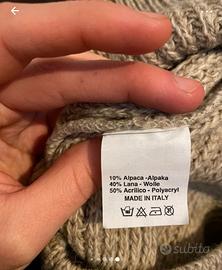 10% Alpaca -Alpaka
40% Lana - Wolle
50% Acrilico - Polyacryl
MADE IN ITALY
subito